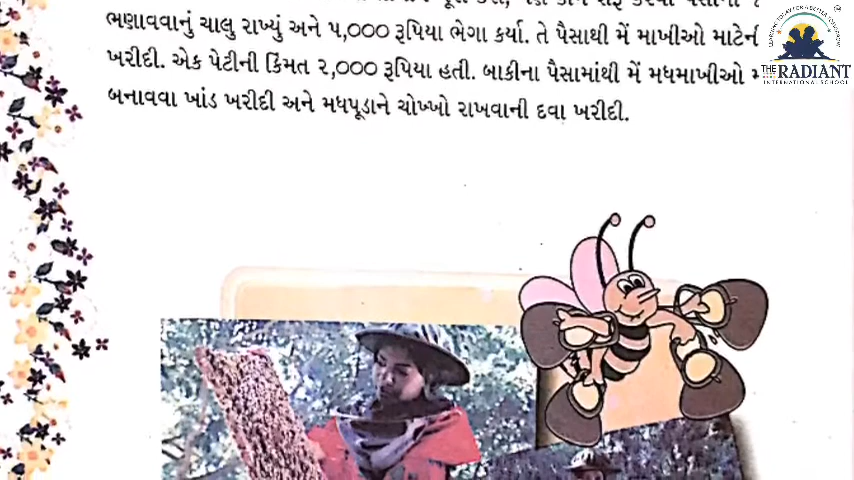 ભણાવવાનું ચાલુ રાખ્યું અને ૫,૦૦૦ રૂપિયા ભેગા કર્યા. તે પૈસાથી મેં માખીઓ માટેની
ખરીદી. એક પેટીની કિંમત ૨,૦૦૦ રૂપિયા હતી. બાકીના પૈસામાંથી મેં મધમાખીઓ
બનાવવા ખાંડ ખરીદી અને મધપૂડાને ચોખ્ખો રાખવાની દવા ખરીદી.
THE RADIANT
INTERNATIONAL SCHOOL